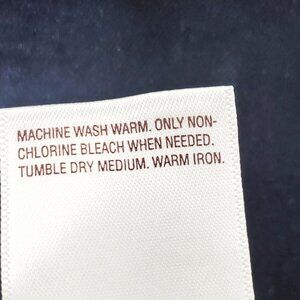 MACHINE WASH WARM. ONLY NON-
CHLORINE BLEACH WHEN NEEDED.
TUMBLE DRY MEDIUM. WARM IRON.